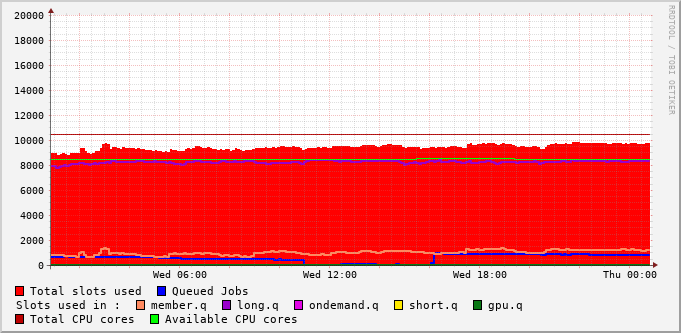 20000
18000
16000
14000
12000
10000
8000
6000
4000
2000
0
Wed 06:00 Wed 12:00 Wed 18:00 Thu 00:00
Total slots used Queued Jobs
Slots used in : member.q long.q ondemand.q short.q gpu.q
Total CPU cores Available CPU cores
RRDTOOL / TOBI OETIKER